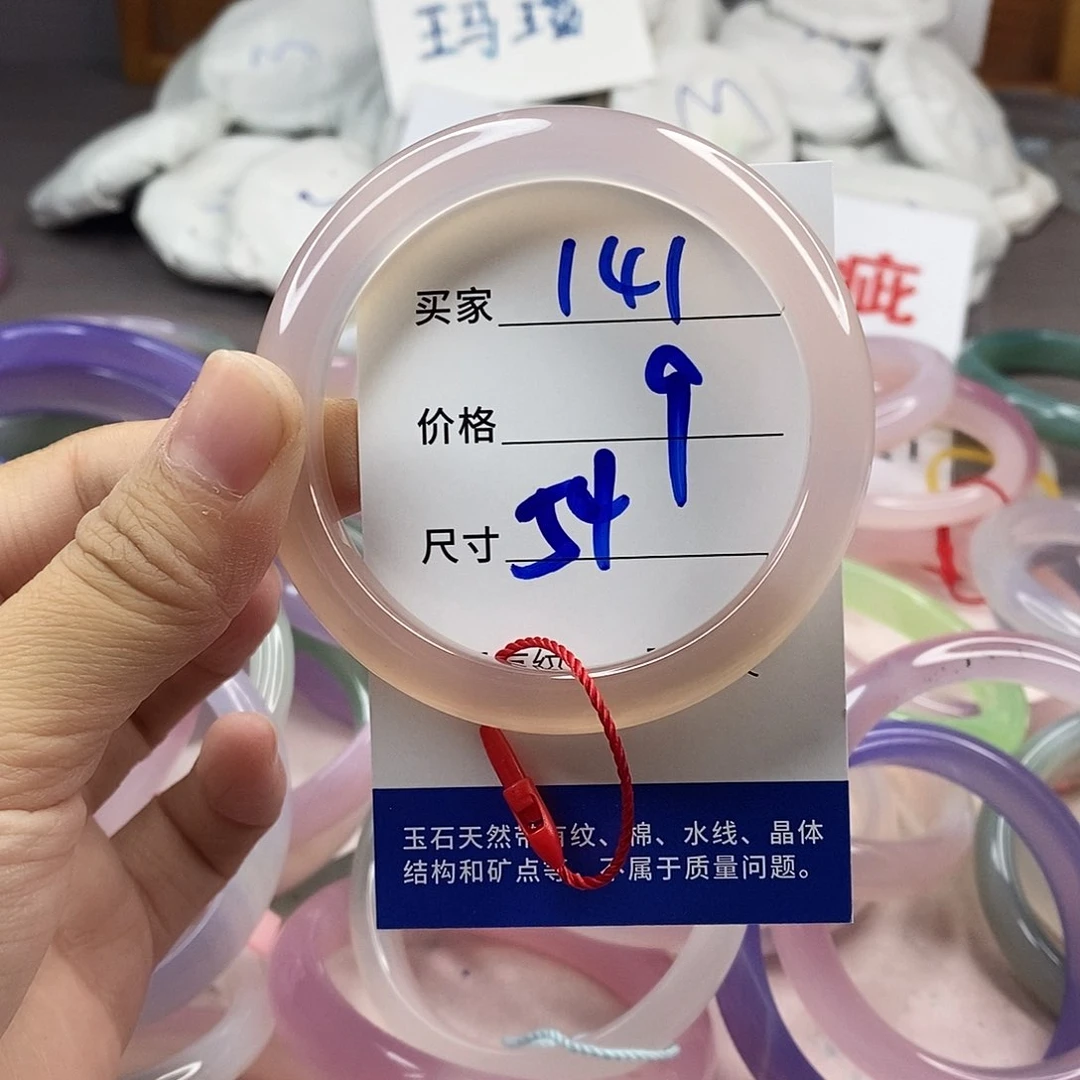 玛瑙
疵
买家 141
价格 9
尺寸 54
玉石天然带有纹、棉、水线、晶体
结构和矿点等，不属于质量问题。